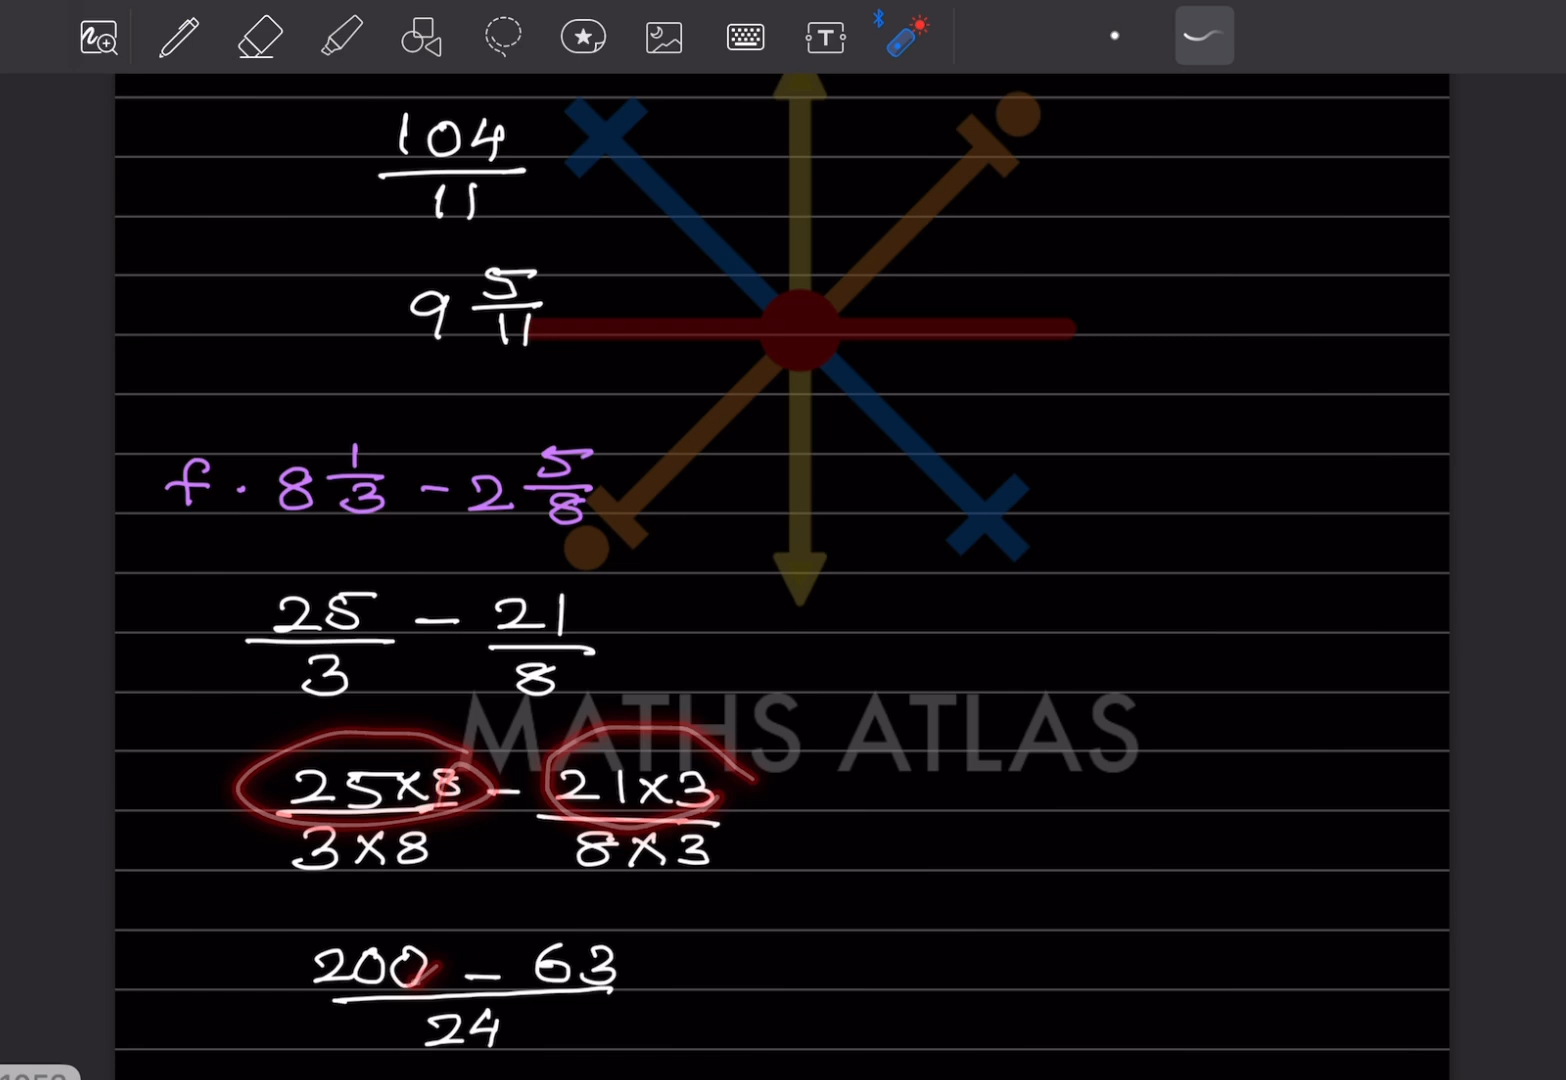 104/11
9 5/11
f. 8 1/3 - 2 5/8
25/3 - 21/8
MATHS ATLAS
25×8/3×8 - 21×3/8×3
200 - 63/24